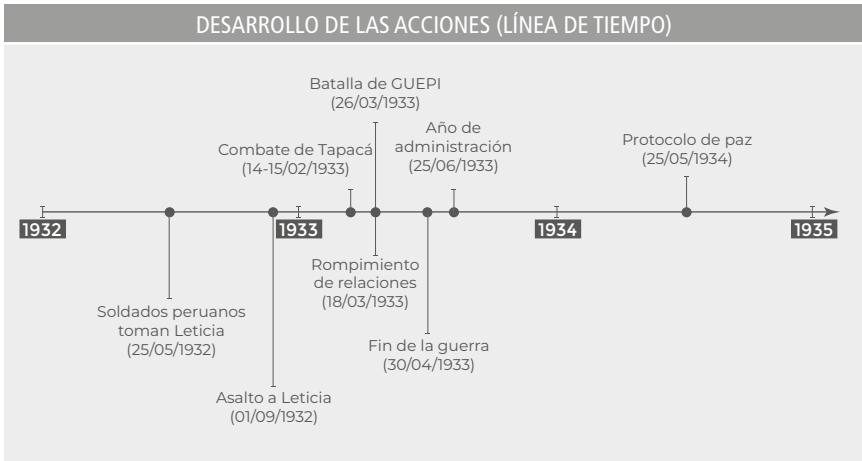 DESARROLLO DE LAS ACCIONES (LÍNEA DE TIEMPO)
Batalla de GUEPI
(26/03/1933)
Combate de Tapacá
(14-15/02/1933)
Año de
administración
(25/06/1933)
Protocolo de paz
(25/05/1934)
1932
1933
1934
1935
Soldados peruanos
toman Leticia
(25/05/1932)
Asalto a Leticia
(01/09/1932)
Rompimiento
de relaciones
(18/03/1933)
Fin de la guerra
(30/04/1933)